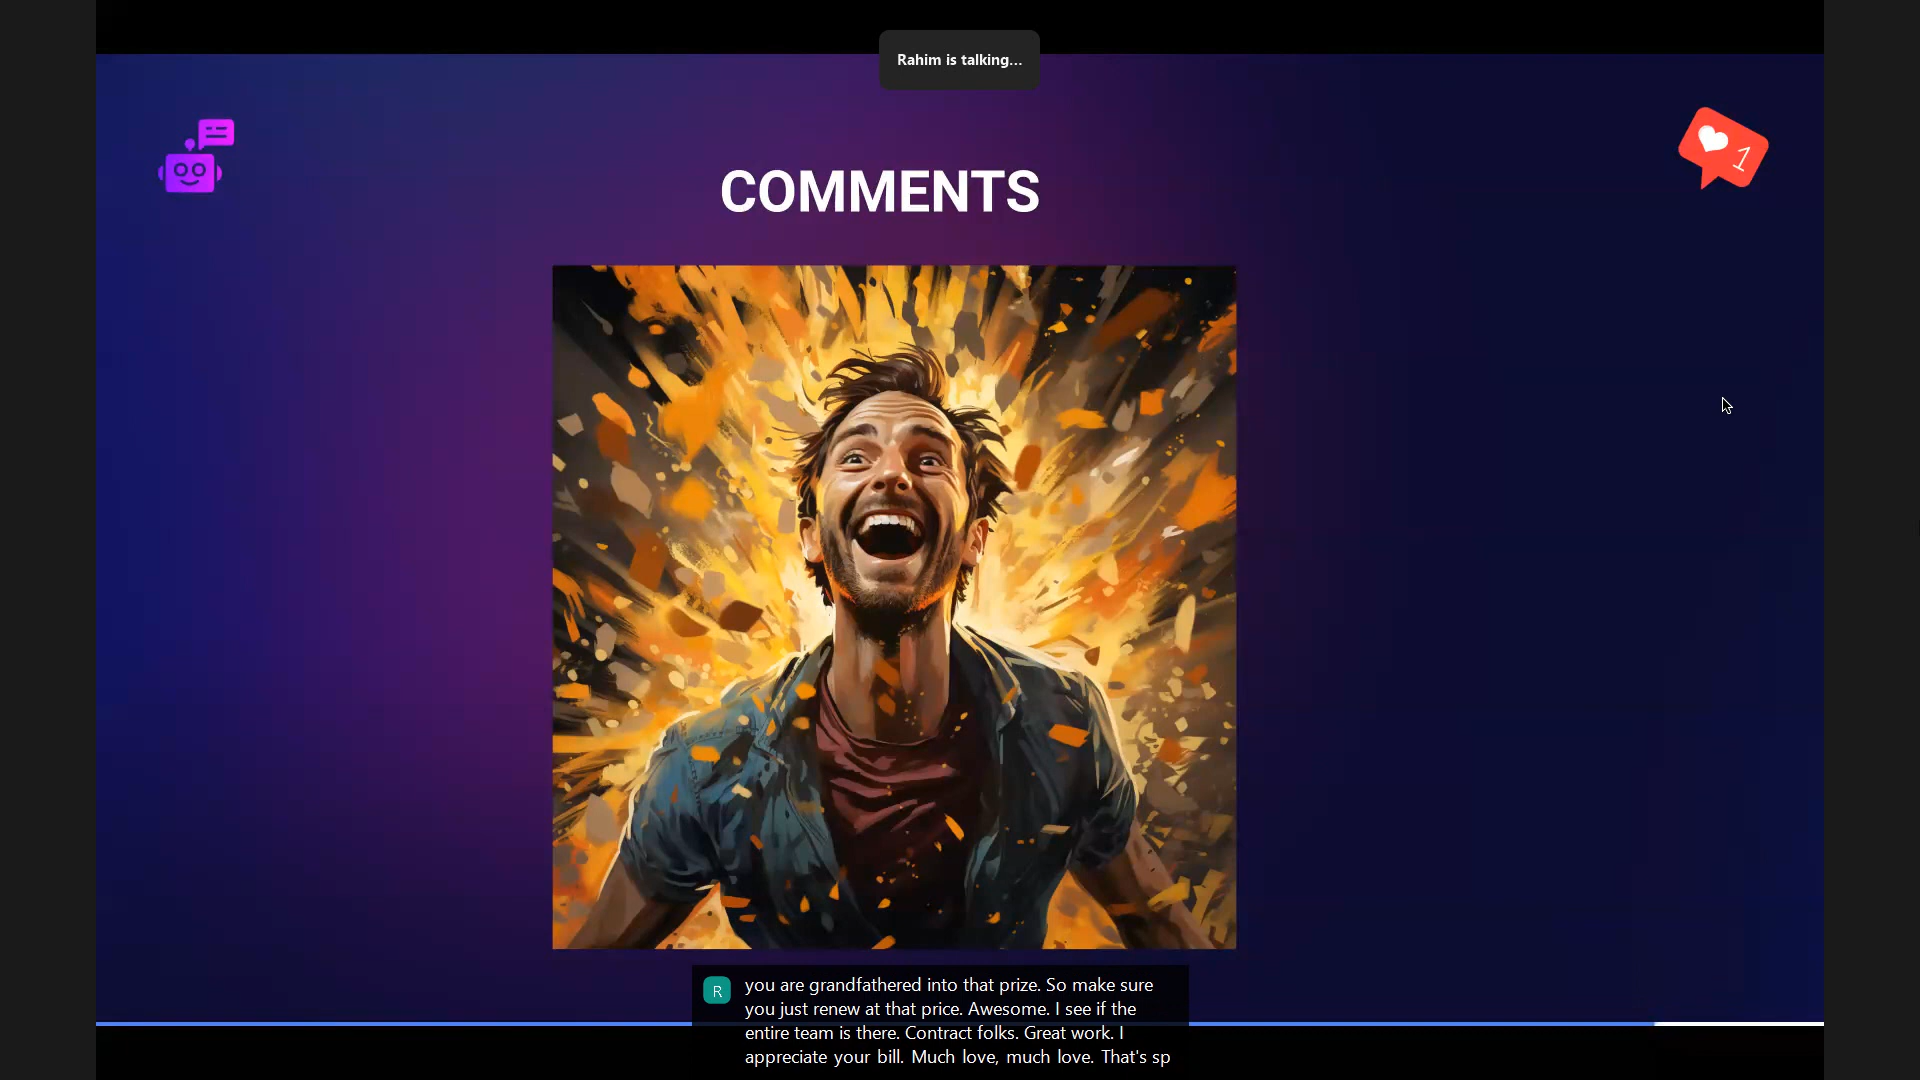 Rahim is talking...
1
COMMENTS
R
you are grandfathered into that prize. So make sure
you just renew at that price. Awesome. I see if the
entire team is there. Contract folks. Great work. I
appreciate your bill. Much love, much love. That's sp